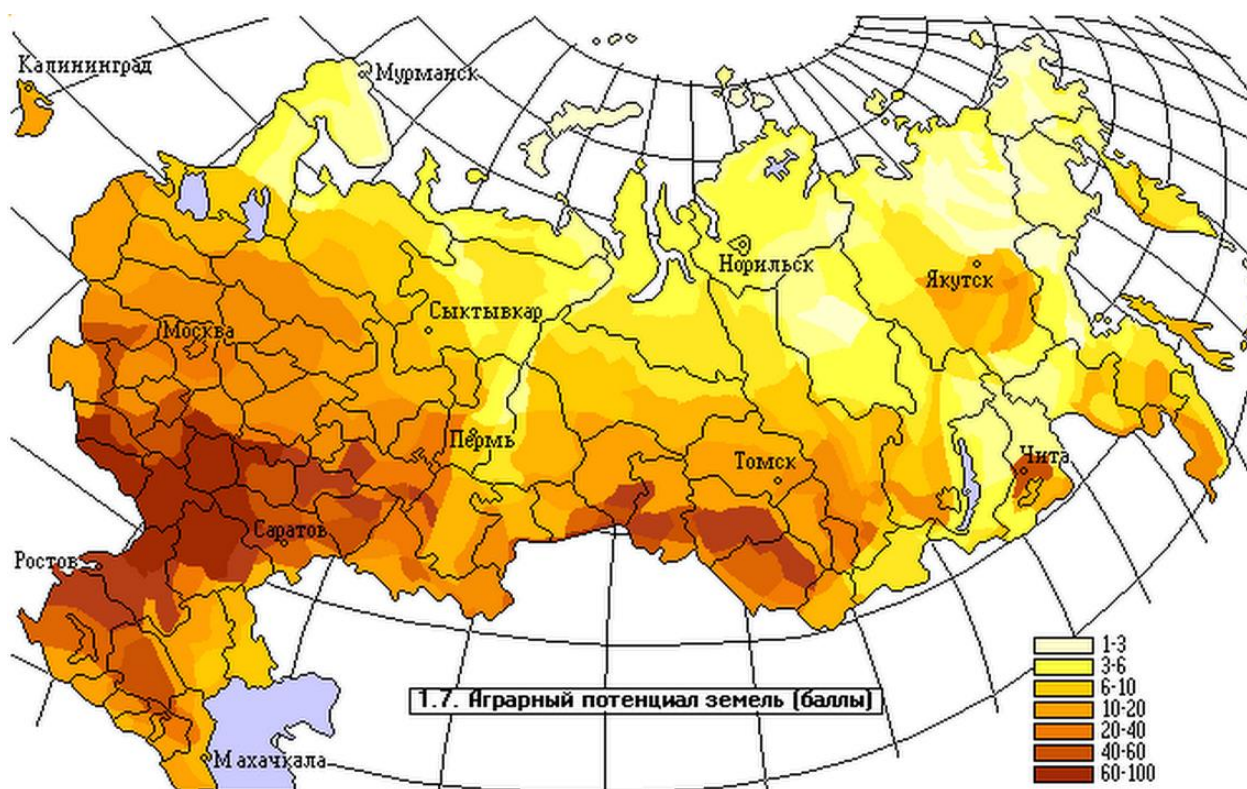 Калининград
Мурманск
Норильск
Якутск
Сыктывкар
Москва
Пермь
Томск
Чита
Саратов
Ростов
Махачкала
1.7. Аграрный потенциал земель (баллы)
1-3
3-6
6-10
10-20
20-40
40-60
60-100